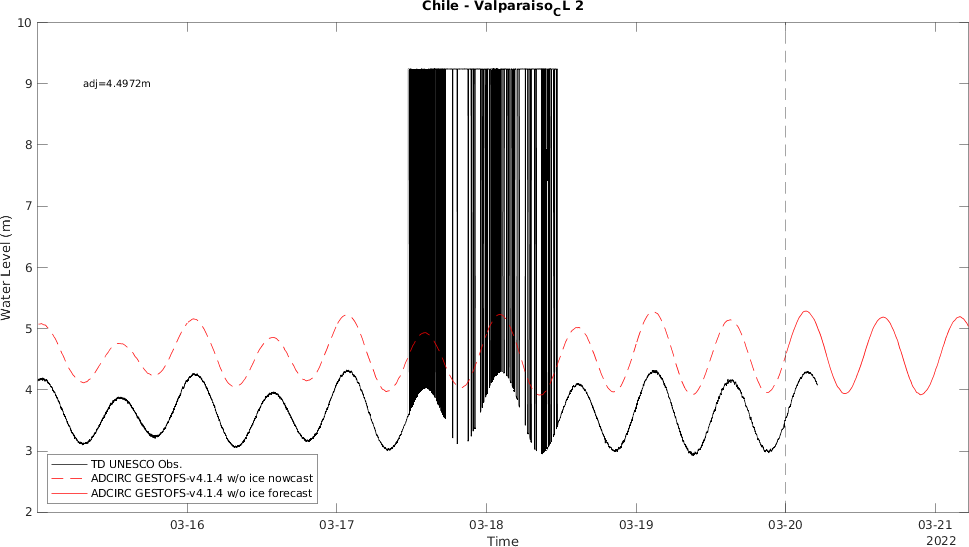 Chile - Valparaiso_CL 2
10
9
adj=4.4972m
8
7
6
5
4
3
2
Water Level (m)
TD UNESCO Obs.
ADCIRC GESTOFS-v4.1.4 w/o ice nowcast
ADCIRC GESTOFS-v4.1.4 w/o ice forecast
03-16 03-17 03-18 03-19 03-20 03-21
Time 2022